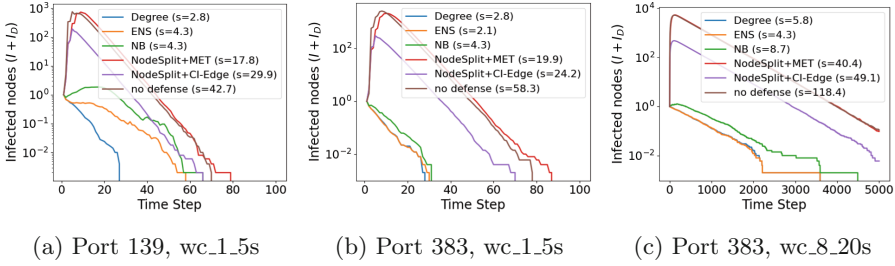 10³
10²
10¹
10⁰
10⁻¹
10⁻²
Infected nodes (I + I_D)
Degree (s=2.8)
ENS (s=4.3)
NB (s=4.3)
NodeSplit+MET (s=17.8)
NodeSplit+CI-Edge (s=29.9)
no defense (s=42.7)
0 20 40 60 80 100
Time Step
10²
10⁰
10⁻²
Infected nodes (I + I_D)
Degree (s=2.8)
ENS (s=2.1)
NB (s=4.3)
NodeSplit+MET (s=19.9)
NodeSplit+CI-Edge (s=24.2)
no defense (s=58.3)
0 20 40 60 80 100
Time Step
10⁴
10²
10⁰
10⁻²
Infected nodes (I + I_D)
Degree (s=5.8)
ENS (s=4.3)
NB (s=8.7)
NodeSplit+MET (s=40.4)
NodeSplit+CI-Edge (s=49.1)
no defense (s=118.4)
0 1000 2000 3000 4000 5000
Time Step
(a) Port 139, wc_1_5s
(b) Port 383, wc_1_5s
(c) Port 383, wc_8_20s